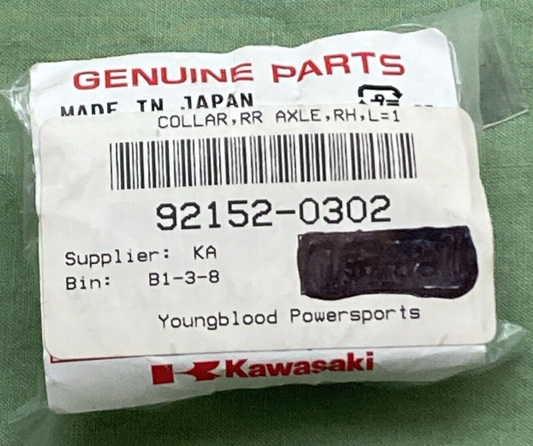 GENUINE PARTS
MADE IN JAPAN
COLLAR,RR AXLE,RH,L=1
92152-0302
Supplier: KA
Bin: B1-3-8
Youngblood Powersports
Kawasaki